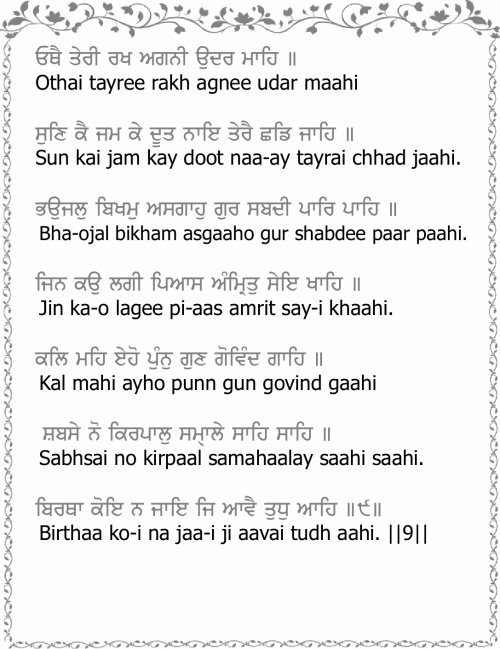 ਓਥੈ ਤੇਰੀ ਰਖ ਅਗਨੀ ਉਦਰ ਮਾਹਿ ॥
Othai tayree rakh agnee udar maahi
ਸੁਣਿ ਕੈ ਜਮ ਕੇ ਦੂਤ ਨਾਇ ਤੇਰੈ ਛਡਿ ਜਾਹਿ ॥
Sun kai jam kay doot naa-ay tayrai chhad jaahi.
ਭਉਜਲੁ ਬਿਖਮੁ ਅਸਗਾਹੁ ਗੁਰ ਸਬਦੀ ਪਾਰਿ ਪਾਹਿ ॥
Bha-ojal bikham asgaaho gur shabdee paar paahi.
ਜਿਨ ਕਉ ਲਗੀ ਪਿਆਸ ਅੰਮ੍ਰਿਤੁ ਸੇਇ ਖਾਹਿ ॥
Jin ka-o lagee pi-aas amrit say-i khaahi.
ਕਲਿ ਮਹਿ ਏਹੋ ਪੁੰਨੁ ਗੁਣ ਗੋਵਿੰਦ ਗਾਹਿ ॥
Kal mahi ayho punn gun govind gaahi
ਸ਼ਬਸੇ ਨੋ ਕਿਰਪਾਲੁ ਸਮ੍ਹਾਲੇ ਸਾਹਿ ਸਾਹਿ ॥
Sabhsai no kirpaal samahaalay saahi saahi.
ਬਿਰਥਾ ਕੋਇ ਨ ਜਾਇ ਜਿ ਆਵੈ ਤੁਧੁ ਆਹਿ ॥੯॥
Birthaa ko-i na jaa-i ji aavai tudh aahi. ||9||